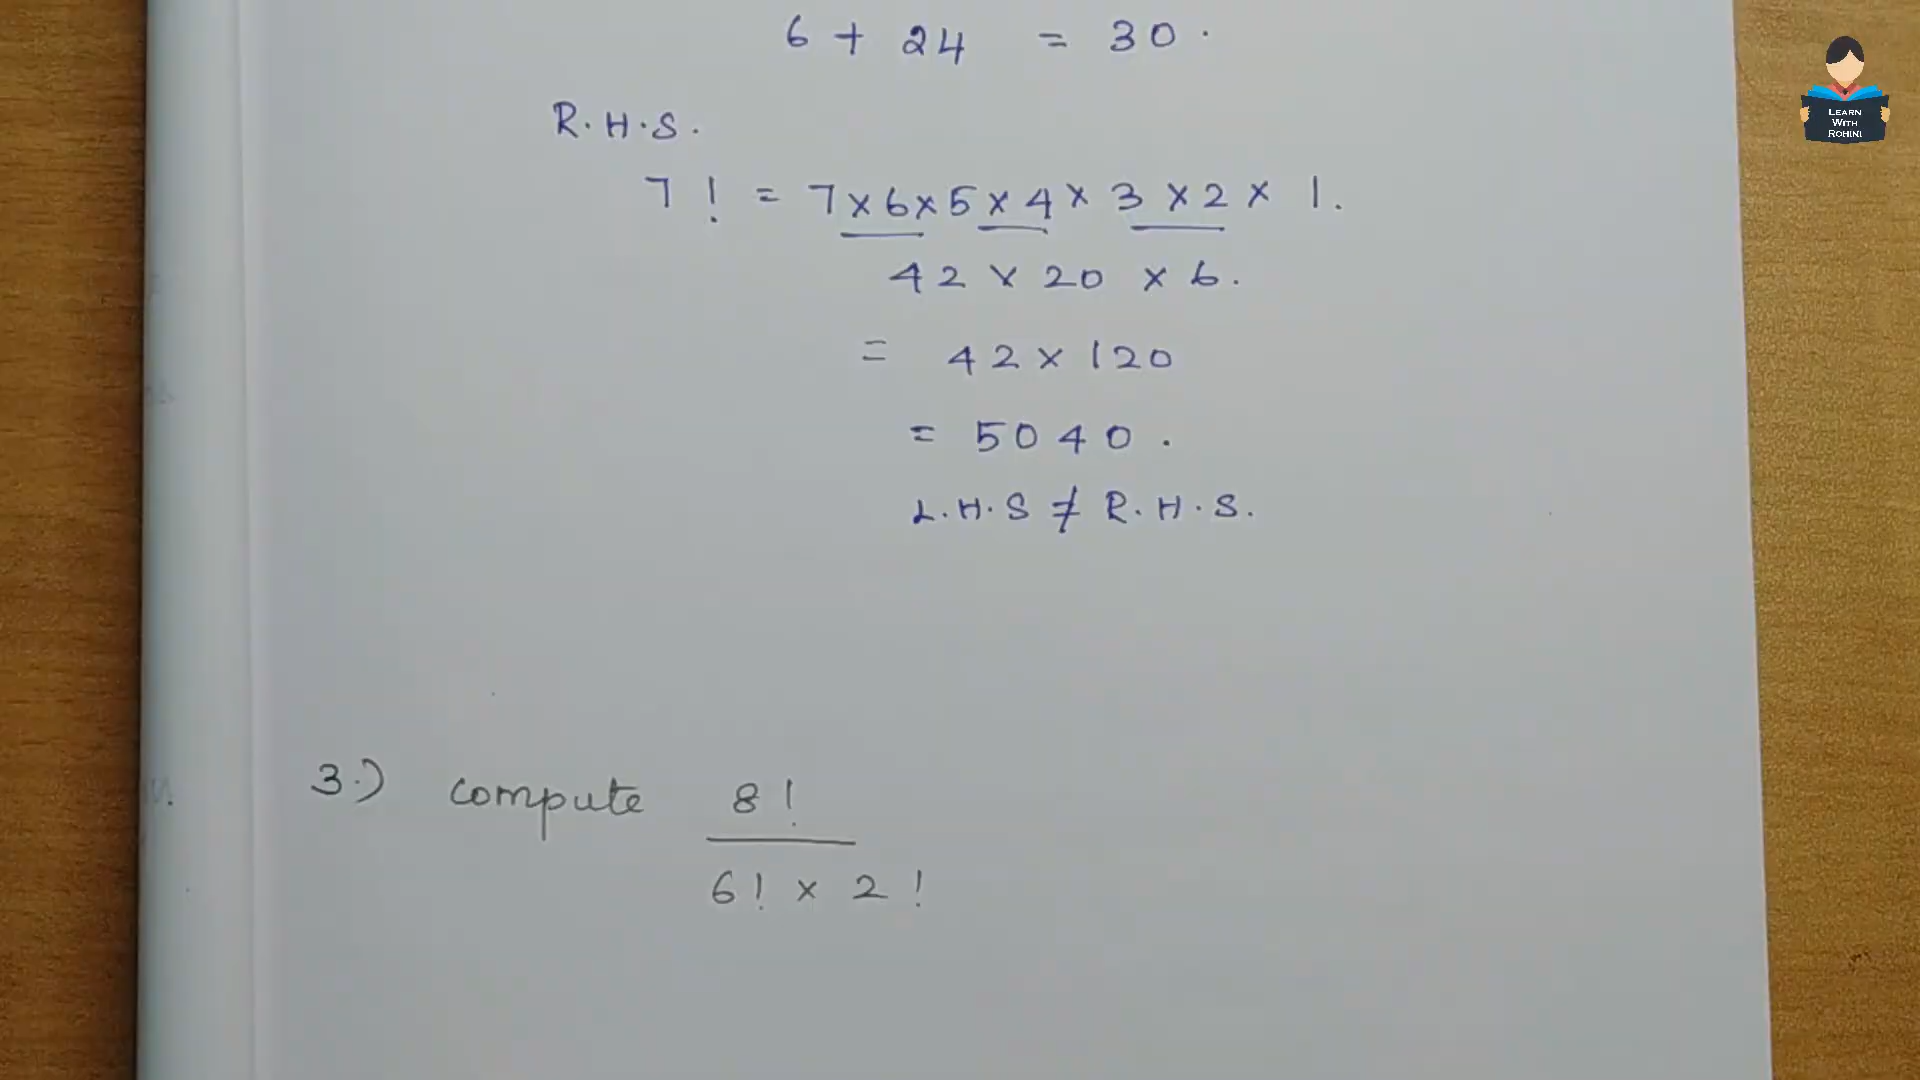 6 + 24 = 30.
LEARN
WITH
ROHINI
R.H.S.
7! = 7×6×5×4×3×2×1.
42 × 20 × 6.
= 42×120
= 5040.
L.H.S ≠ R.H.S.
3.) compute 8!
6! × 2!